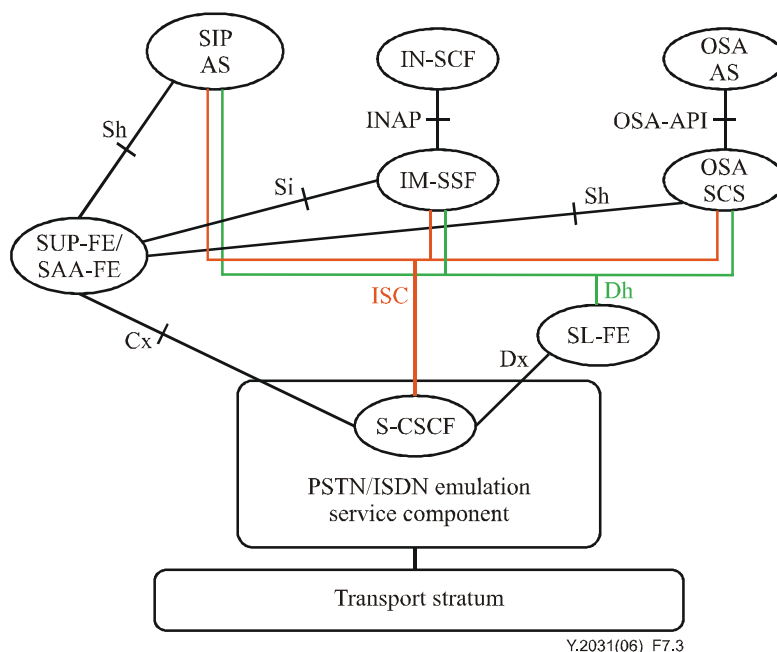 SIP
AS
IN-SCF
OSA
AS
INAP
OSA-API
Sh
Si
IM-SSF
Sh
OSA
SCS
SUP-FE/
SAA-FE
ISC
Dh
Cx
Dx
SL-FE
S-CSCF
PSTN/ISDN emulation
service component
Transport stratum
Y.2031(06)_F7.3